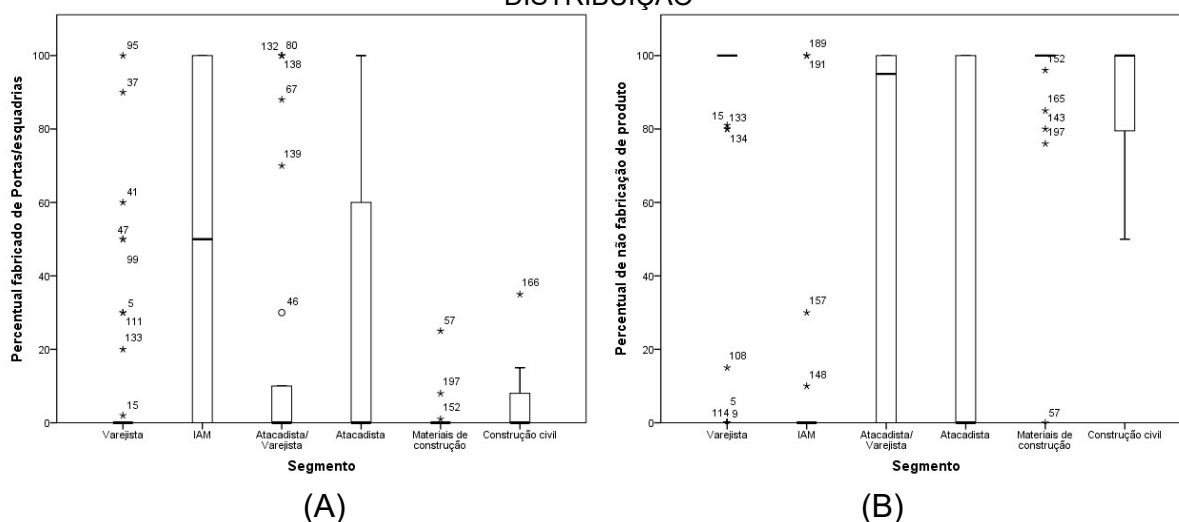 DISTRIBUIÇÃO
Percentual fabricado de Portas/esquadrias
100
80
60
40
20
0
95
37
41
47
99
5
111
133
15
132
80
138
67
139
46
57
197
152
166
Varejista
IAM
Atacadista/
Varejista
Atacadista
Materiais de
construção
Construção civil
Segmento
(A)
Percentual de não fabricação de produto
100
80
60
40
20
0
15
133
134
108
5
114
9
189
191
157
148
152
165
143
197
57
Varejista
IAM
Atacadista/
Varejista
Atacadista
Materiais de
construção
Construção civil
Segmento
(B)